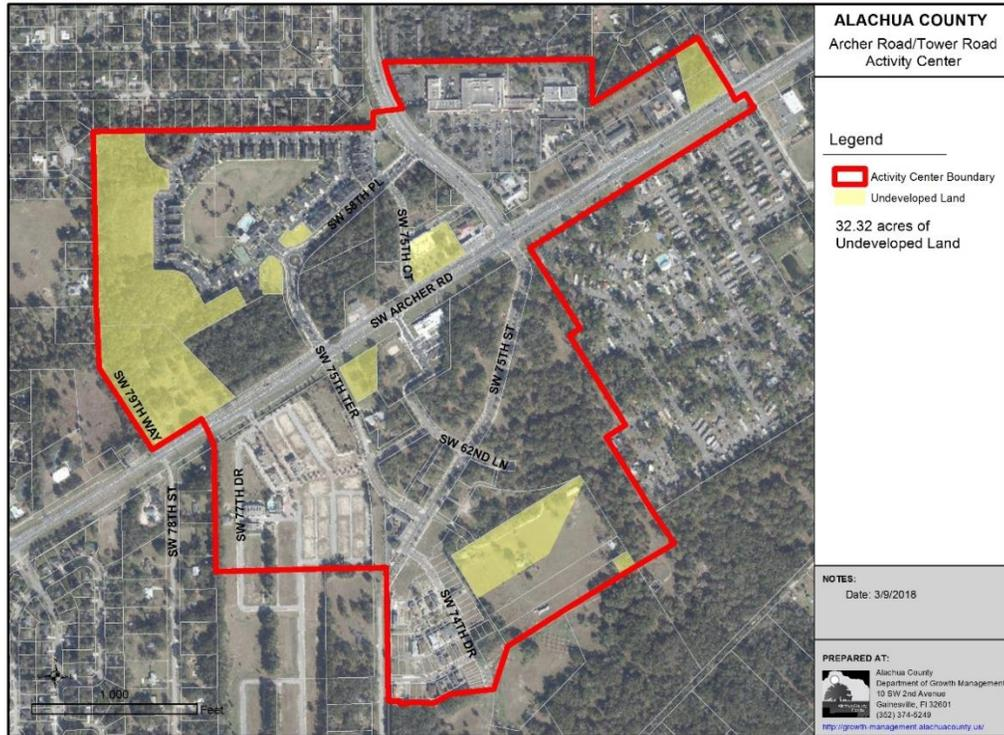 ALACHUA COUNTY
Archer Road/Tower Road
Activity Center
Legend
Activity Center Boundary
Undeveloped Land
32.32 acres of
Undeveloped Land
SW 58TH PL
SW 75TH CT
SW ARCHER RD
SW 75TH ST
SW 75TH TER
SW 79TH WAY
SW 62ND LN
SW 78TH ST
SW 77TH DR
SW 74TH DR
1,000
Feet
NOTES:
Date: 3/9/2018
PREPARED AT:
Alachua County
Department of Growth Management
10 SW 2nd Avenue
Gainesville, Fl 32601
(352) 374-5249
http://growth-management.alachuacounty.us/